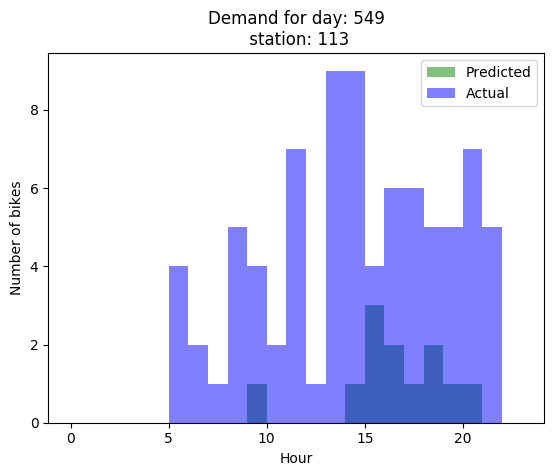 Demand for day: 549
station: 113
Predicted
Actual
Number of bikes
8
6
4
2
0
0
5
10
15
20
Hour